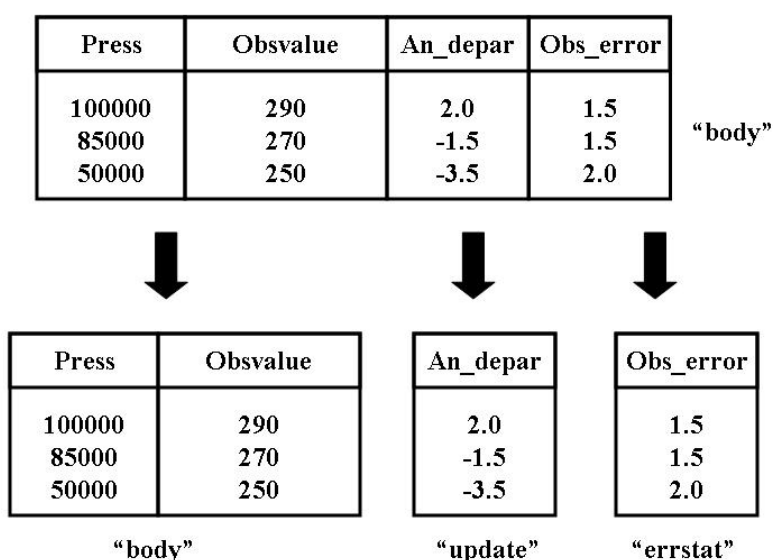 Press Obsvalue An_depar Obs_error
100000 290 2.0 1.5
85000 270 -1.5 1.5
50000 250 -3.5 2.0
“body”
Press Obsvalue An_depar Obs_error
100000 290 2.0 1.5
85000 270 -1.5 1.5
50000 250 -3.5 2.0
“body” “update” “errstat”